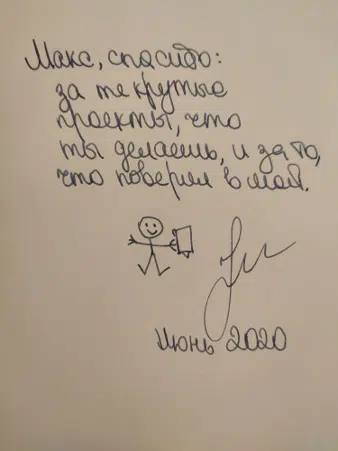 Макс, спасибо:
за те крутые
проекты, что
ты делаешь, и за то,
что поверил в мой.
Июнь 2020